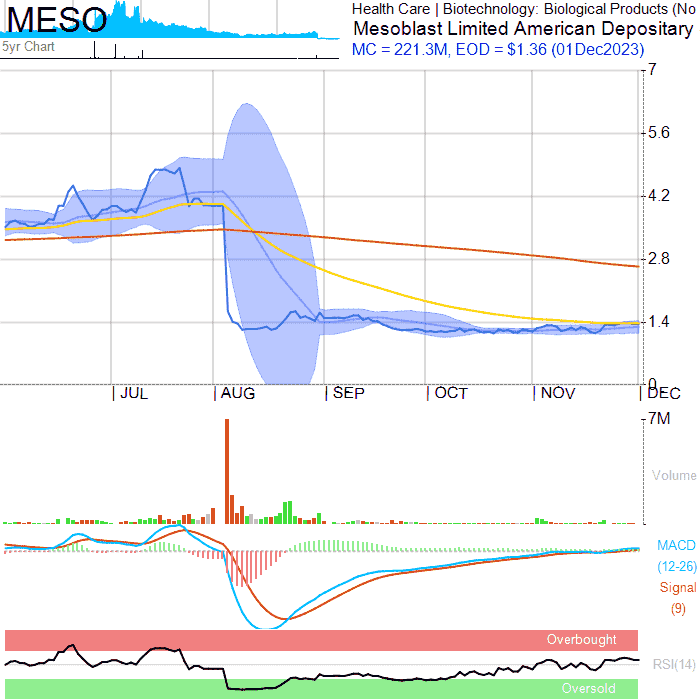 MESO
5yr Chart
Health Care | Biotechnology: Biological Products (No
Mesoblast Limited American Depositary
MC = 221.3M, EOD = $1.36 (01Dec2023)
7
5.6
4.2
2.8
1.4
0
JUL
AUG
SEP
OCT
NOV
DEC
7M
Volume
MACD
(12-26)
Signal
(9)
Overbought
RSI(14)
Oversold